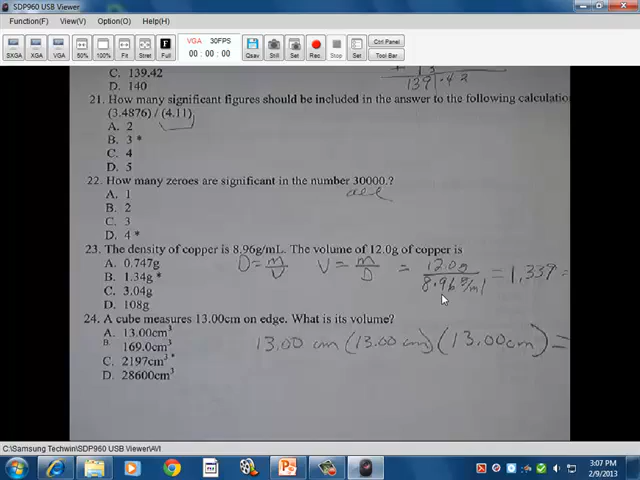 SDP960 USB Viewer
Function(F) View(V) Option(O) Help(H)
VGA 30FPS
00 : 00 : 00
SXGA XGA VGA 50% 100% Fit Stret Full Qsav Still Set Rec Stop Set Ctrl Panel Tool Bar
C. 139.42
D. 140
139.42
21. How many significant figures should be included in the answer to the following calculation
(3.4876) / (4.11)
A. 2
B. 3 *
C. 4
D. 5
22. How many zeroes are significant in the number 30000.?
all
A. 1
B. 2
C. 3
D. 4 *
23. The density of copper is 8.96g/mL. The volume of 12.0g of copper is
A. 0.747g
B. 1.34g *
C. 3.04g
D. 108g
D = m/V V = m/D = 12.0g / 8.96 g/ml = 1.339 =
24. A cube measures 13.00cm on edge. What is its volume?
A. 13.00cm³
B. 169.0cm³
C. 2197cm³ *
D. 28600cm³
13.00 cm (13.00 cm) (13.00 cm) =
C:\Samsung Techwin\SDP960 USB Viewer\AVI
3:07 PM
2/9/2013